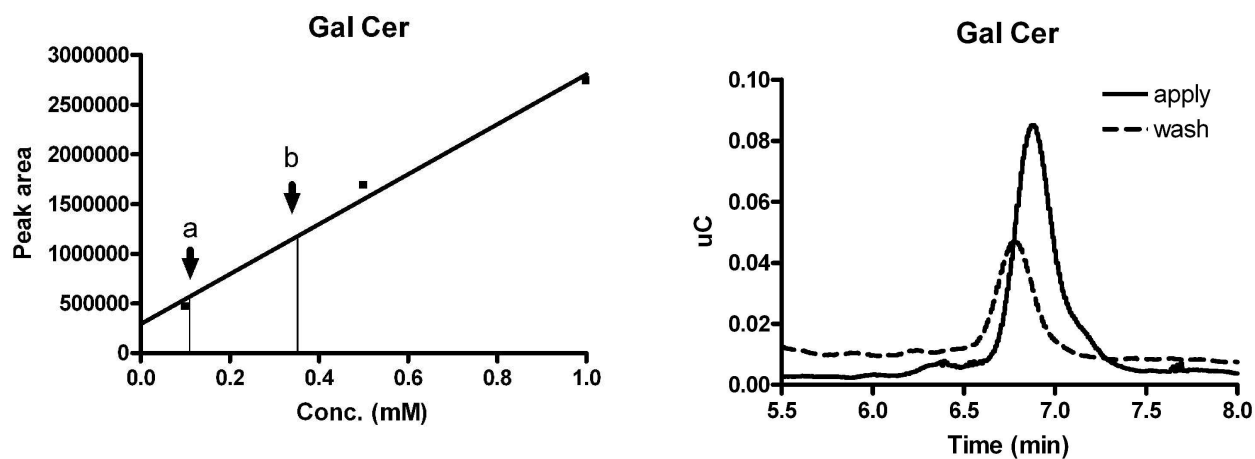 Gal Cer
Peak area
3000000
2500000
2000000
1500000
1000000
500000
0
a
b
0.0 0.2 0.4 0.6 0.8 1.0
Conc. (mM)
Gal Cer
uC
0.10
0.08
0.06
0.04
0.02
0.00
apply
wash
5.5 6.0 6.5 7.0 7.5 8.0
Time (min)